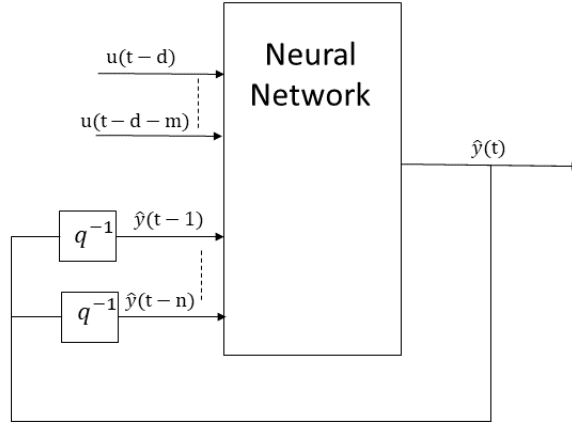 Neural
Network
u(t − d)
u(t − d − m)
ŷ(t)
q⁻¹
ŷ(t − 1)
q⁻¹
ŷ(t − n)